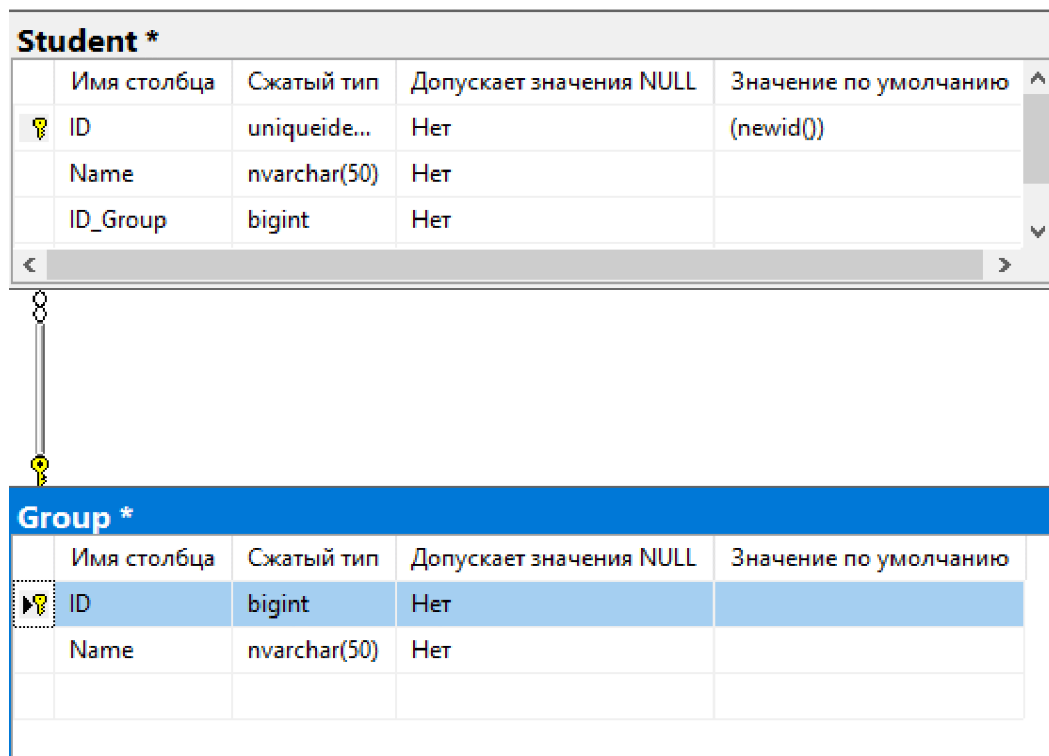 Student *
Имя столбца Сжатый тип Допускает значения NULL Значение по умолчанию
ID uniqueide... Нет (newid())
Name nvarchar(50) Нет
ID_Group bigint Нет
Group *
Имя столбца Сжатый тип Допускает значения NULL Значение по умолчанию
ID bigint Нет
Name nvarchar(50) Нет